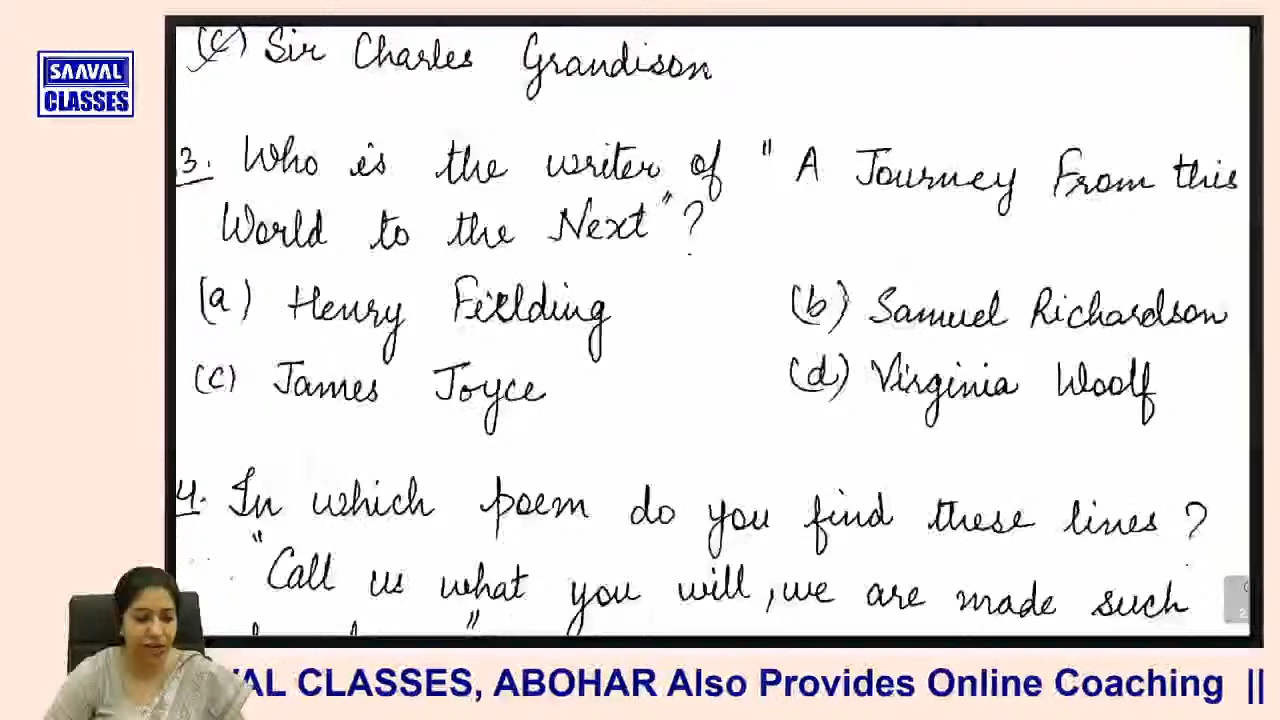 (c) Sir Charles Grandison
SAAVAL
CLASSES
3. Who is the writer of "A Journey From this
World to the Next"?
(a) Henry Fielding
(b) Samuel Richardson
(c) James Joyce
(d) Virginia Woolf
4. In which poem do you find these lines?
"Call us what you will, we are made such
"
VAL CLASSES, ABOHAR Also Provides Online Coaching ||